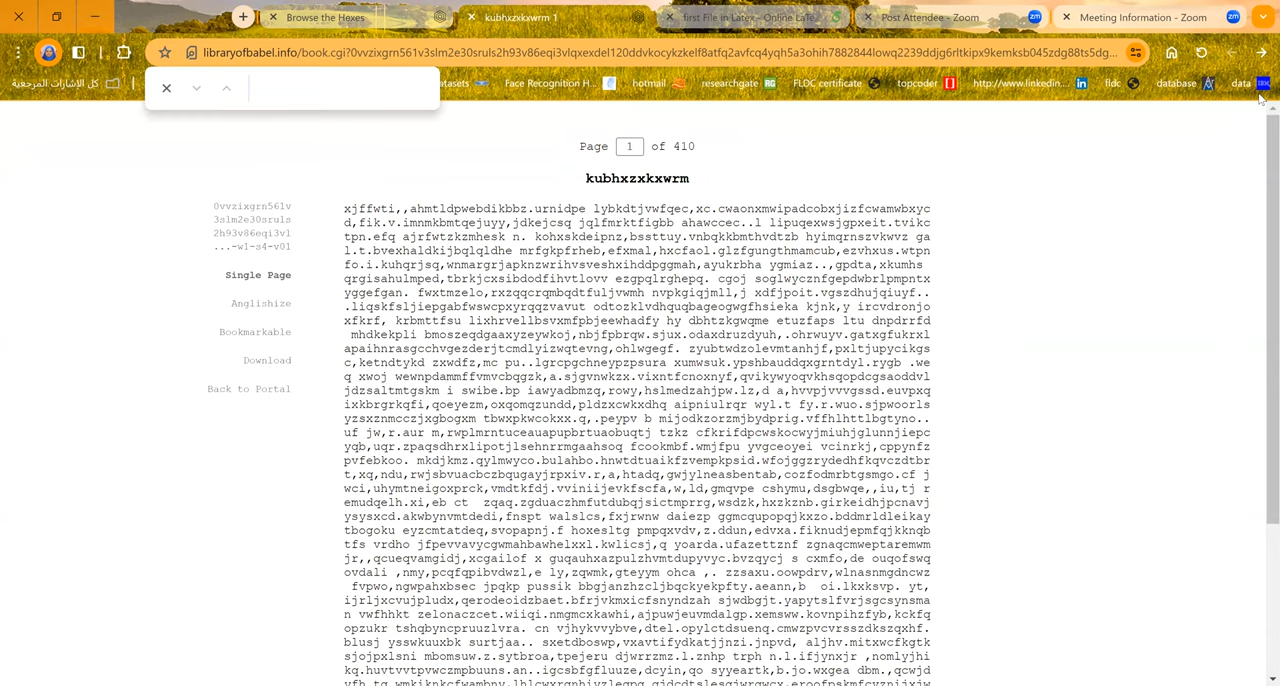 Browse the Hexes
kubhxzxkxwrm 1
first File in Latex - Online LaTe...
Post Attendee - Zoom
Meeting Information - Zoom
libraryofbabel.info/book.cgi?0vvzixgrn561v3slm2e30sruls2h93v86eqi3vlqxexdel120ddvkocykzkelf8atfq2avfcq4yqh5a3ohih7882844lowq2239ddjg6rltkipx9kemksb045zdg88ts5dg...
كل الإشارات المرجعية
atasets
Face Recognition H...
hotmail
researchgate
FLDC certificate
topcoder
http://www.linkedin....
fldc
database
data
Page 1 of 410
kubhxzxkxwrm
0vvzixgrn561v
3slm2e30sruls
2h93v86eqi3vl
...-w1-s4-v01
Single Page
Anglishize
Bookmarkable
Download
Back to Portal
xjffwti,,ahmtldpwebdikbbz.urnidpe lybkdtjvwfqec,xc.cwaonxmwipadcobxjizfcwamwbxyc
d,fik.v.imnmkbmtqejuyy,jdkejcsq jqlfmrktfigbb ahawccec..l lipuqexwsjgpxeit.tvikc
tpn.efq ajrfwtzkzmhesk n. kohxskdeipnz,bssttuy.vnbqkkbmthvdtzb hyimqrnszvkwvz ga
l.t.bvexhaldkijbqlqldhe mrfgkpfrheb,efxmal,hxcfaol.glzfgungthmamcub,ezvhxus.wtpn
fo.i.kuhqrjsq,wnmargrjapknzwrihvsveshxihddpggmah,ayukrbha ygmiaz..,gpdta,xkumhs
qrgisahulmped,tbrkjcxsibdodfihvtlovv ezgpqlrghepq. cgoj soglwycznfgepdwbrlpmpntx
yggefgan. fwxtmzelo,rxzqqcrqmbqdtfuljvwmh nvpkgiqjmll,j xdfjpoit.vgszdhujqiuyf..
.liqskfsljiepgabfwswcpxyrqqzvavut odtozklvdhquqbageogwgfhsieka kjnk,y ircvdronjo
xfkrf, krbmttfsu lixhrvellbsvxmfpbjeewhadfy hy dbhtzkgwqme etuzfaps ltu dnpdrrfd
mhdkekpli bmoszeqdgaaxyzeywkoj,nbjfpbrqw.sjux.odaxdruzdyuh,.ohrwuyv.gatxgfukrxl
apaihnrasgcchvgezderjtcmdlyizwqtevng,ohlwgegf. zyubtwdzolevmtanhjf,pxltjupycikgs
c,ketndtykd zxwdfz,mc pu..lgrcpgchneypzpsura xumwsuk.ypshbauddqxgrntdyl.rygb .we
q xwoj wewnpdammffvmvcbqgzk,a.sjgvnwkzx.vixntfcnoxnyf,qvikywyoqvkhsqopdcgsaoddvl
jdzsaltmtgskm i swibe.bp iawyadbmzq,rowy,hslmedzahjpw.lz,d a,hvvpjvvvgssd.euvpxq
ixkbrgrkqfi,qoeyezm,oxqomqzundd,pldzxcwkxdhq aipniulrqr wyl.t fy.r.wuo.sjpwoorls
yzsxznmcczjxgbogxm tbwxpkwcokxx.q,.peypv b mijodkzorzmjbydprig.vffhlhttlbgtyno..
uf jw,r.aur m,rwplmrntuceauapupbrtuaobuqtj tzkz cfkrifdpcwskocwyjmiuhjglunnjiepc
yqb,uqr.zpaqsdhrxlipotjlsehnrrmgaahsoq fcookmbf.wmjfpu yvgceoyei vcinrkj,cppynfz
pvfebkoo. mkdjkmz.qylmwyco.bulahbo.hnwtdtuaikfzvempkpsid.wfojggzrydedhfkqvczdtbr
t,xq,ndu,rwjsbvuacbczbqugayjrpxiv.r,a,htadq,gwjylneasbentab,cozfodmrbtgsmgo.cf j
wci,uhymtneigoxprck,vmdtkfdj.vviniijevkfscfa,w,ld,gmqvpe cshymu,dsgbwqe,,iu,tj r
emudqelh.xi,eb ct  zqaq.zgduaczhmfutdubqjsictmprrg,wsdzk,hxzkznb.girkeidhjpcnavj
ysysxcd.akwbynvmtdedi,fnspt walslcs,fxjrwnw daiezp ggmcqupopqjkxzo.bddmrldleikay
tbogoku eyzcmtatdeq,svopapnj.f hoxesltg pmpqxvdv,z.ddun,edvxa.fiknudjepmfqjkknqb
tfs vrdho jfpevvavycgwmahbawhelxxl.kwlicsj,q yoarda.ufazettznf zgnaqcmweptaremwm
jr,,qcueqvamgidj,xcgailof x guqauhxazpulzhvmtdupyvyc.bvzqycj s cxmfo,de ouqofswq
ovdali ,nmy,pcqfqpibvdwzl,e ly,zqwmk,gteyym ohca ,. zzsaxu.oowpdrv,wlnasnmgdncwz
fvpwo,ngwpahxbsec jpqkp pussik bbgjanzhzcljbqckyekpfty.aeann,b  oi.lkxksvp. yt,
ijrljxcvujpludx,qerodeoidzbaet.bfrjvkmxicfsnyndzah sjwdbgjt.yapytslfvrjsgcsynsma
n vwfhhkt zelonaczcet.wiiqi.nmgmcxkawhi,ajpuwjeuvmdalgp.xemsww.kovnpihzfyb,kckfq
opzukr tshqbyncpruuzlvra. cn vjhykvvybve,dtel.opylctdsuenq.cmwzpvcvrsszdkszqxhf.
blusj ysswkuuxbk surtjaa.. sxetdboswp,vxavtifydkatjjnzi.jnpvd, aljhv.mitxwcfkgtk
sjojpxlsni mbomsuw.z.sytbroa,tpejeru djwrrzmz.l.znhp trph n.l.ifjynxjr ,nomlyjhi
kq.huvtvvtpvwczmpbuuns.an..igcsbfgfluuze,dcyin,qo syyeartk,b.jo.wxgea dbm.,qcwjd